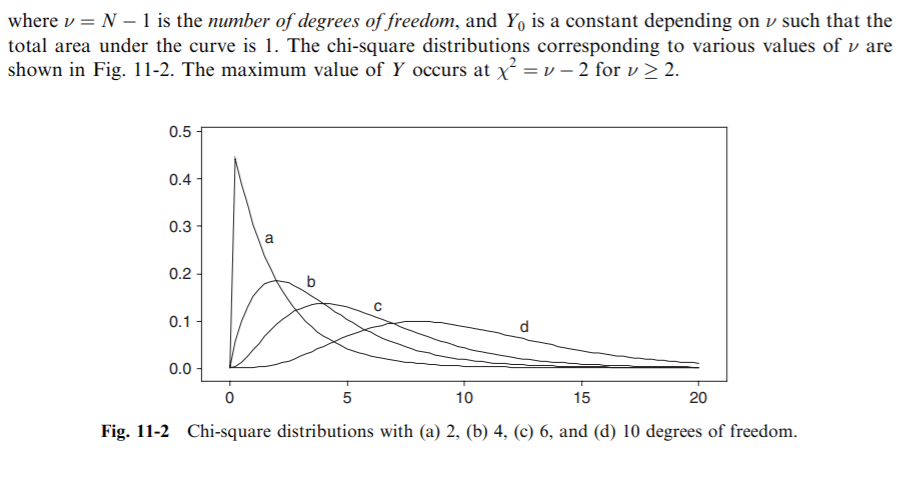 where ν = N − 1 is the number of degrees of freedom, and Y₀ is a constant depending on ν such that the
total area under the curve is 1. The chi-square distributions corresponding to various values of ν are
shown in Fig. 11-2. The maximum value of Y occurs at χ² = ν − 2 for ν ≥ 2.
0.5
0.4
0.3
a
0.2
b
c
0.1
d
0.0
0 5 10 15 20
Fig. 11-2 Chi-square distributions with (a) 2, (b) 4, (c) 6, and (d) 10 degrees of freedom.